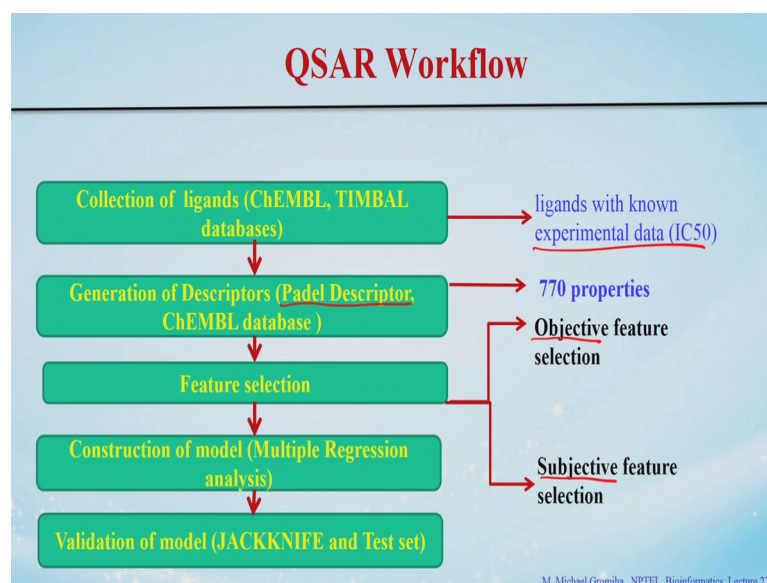 QSAR Workflow
Collection of ligands (ChEMBL, TIMBAL
databases)
ligands with known
experimental data (IC50)
Generation of Descriptors (Padel Descriptor,
ChEMBL database )
770 properties
Objective feature
selection
Feature selection
Construction of model (Multiple Regression
analysis)
Subjective feature
selection
Validation of model (JACKKNIFE and Test set)
M. Michael Gromiha, NPTEL, Bioinformatics, Lecture